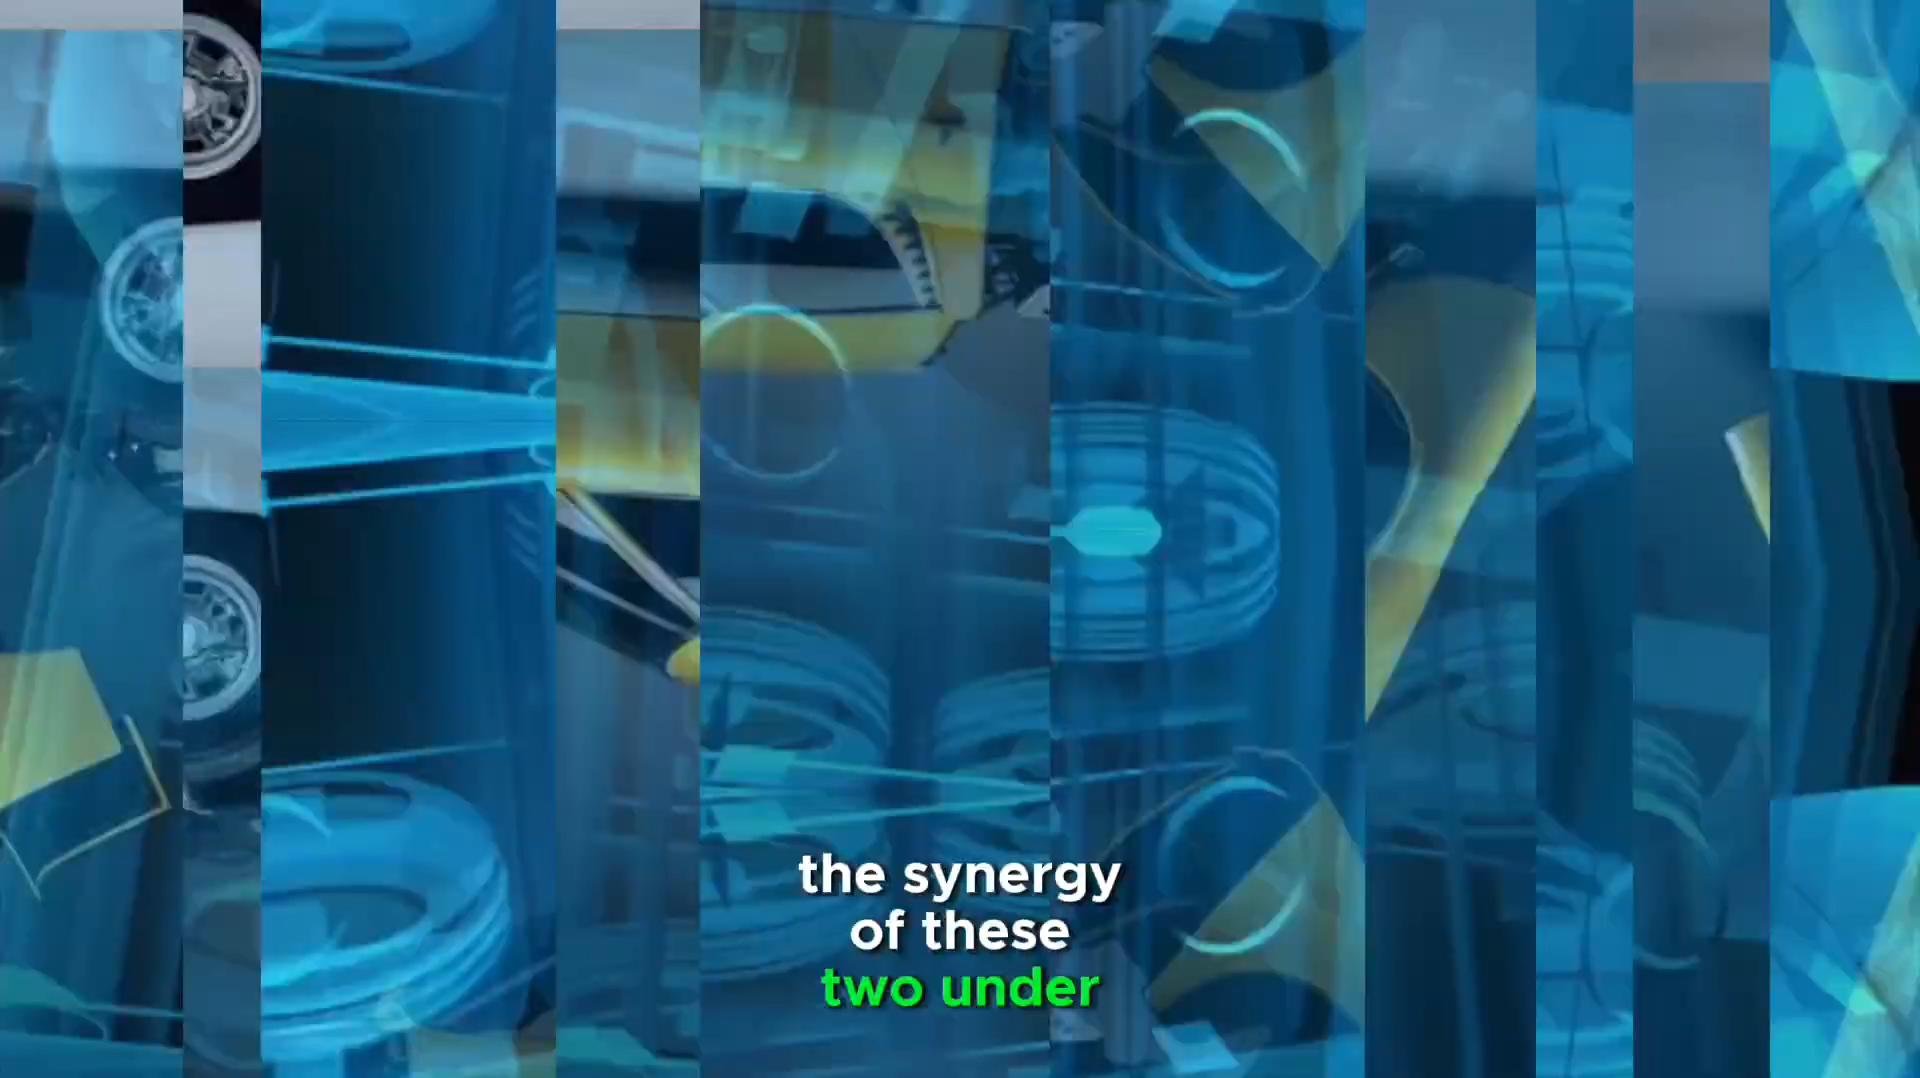 the synergy
of these
two under